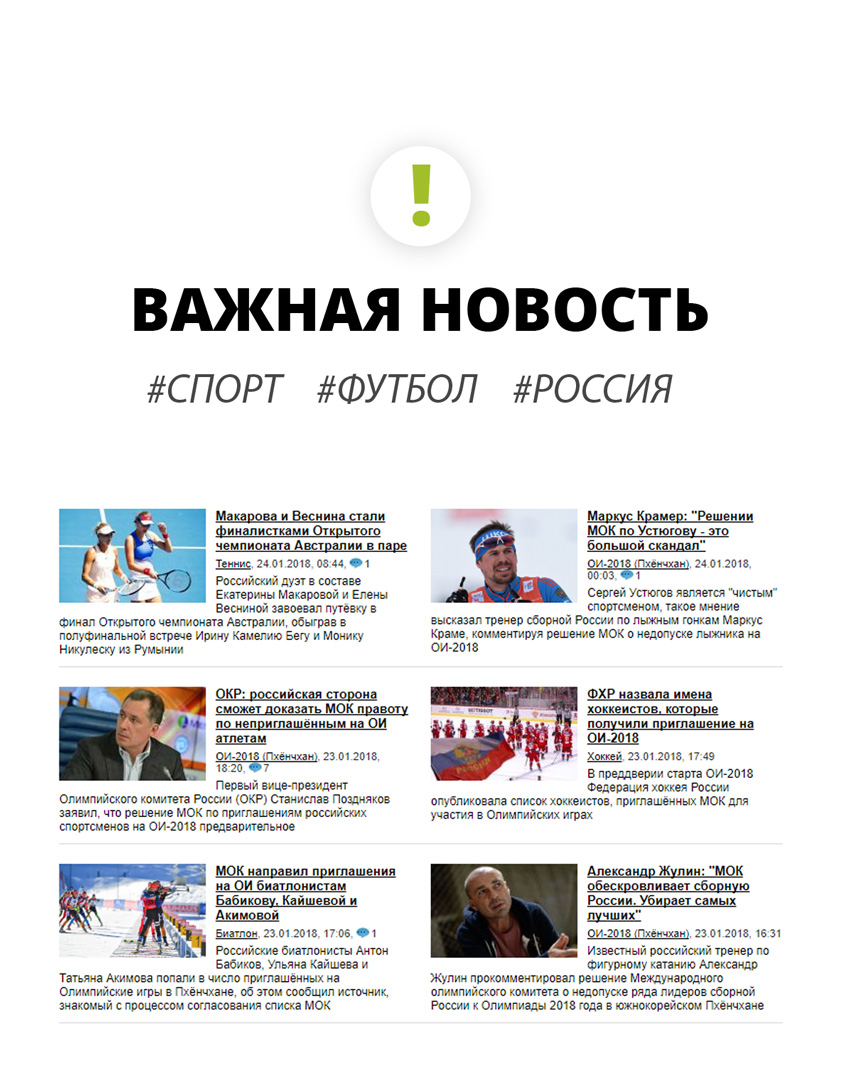 !
ВАЖНАЯ НОВОСТЬ
#СПОРТ #ФУТБОЛ #РОССИЯ
Макарова и Веснина стали
финалистками Открытого
чемпионата Австралии в паре
Теннис, 24.01.2018, 08:44, 1
Российский дуэт в составе
Екатерины Макаровой и Елены
Весниной завоевал путёвку в
финал Открытого чемпионата Австралии, обыграв в
полуфинальной встрече Ирину Камелию Бегу и Монику
Никулеску из Румынии
Маркус Крамер: "Решении
МОК по Устюгову - это
большой скандал"
ОИ-2018 (Пхёнчхан), 24.01.2018,
00:03, 1
Сергей Устюгов является "чистым"
спортсменом, такое мнение
высказал тренер сборной России по лыжным гонкам Маркус
Краме, комментируя решение МОК о недопуске лыжника на
ОИ-2018
ОКР: российская сторона
сможет доказать МОК правоту
по неприглашённым на ОИ
атлетам
ОИ-2018 (Пхёнчхан), 23.01.2018,
18:20, 7
Первый вице-президент
Олимпийского комитета России (ОКР) Станислав Поздняков
заявил, что решение МОК по приглашениям российских
спортсменов на ОИ-2018 предварительное
ФХР назвала имена
хоккеистов, которые
получили приглашение на
ОИ-2018
Хоккей, 23.01.2018, 17:49
В преддверии старта ОИ-2018
Федерация хоккея России
опубликовала список хоккеистов, приглашённых МОК для
участия в Олимпийских играх
МОК направил приглашения
на ОИ биатлонистам
Бабикову, Кайшевой и
Акимовой
Биатлон, 23.01.2018, 17:06, 1
Российские биатлонисты Антон
Бабиков, Ульяна Кайшева и
Татьяна Акимова попали в число приглашённых на
Олимпийские игры в Пхёнчхане, об этом сообщил источник,
знакомый с процессом согласования списка МОК
Александр Жулин: "МОК
обескровливает сборную
России. Убирает самых
лучших"
ОИ-2018 (Пхёнчхан), 23.01.2018, 16:31
Известный российский тренер по
фигурному катанию Александр
Жулин прокомментировал решение Международного
олимпийского комитета о недопуске ряда лидеров сборной
России к Олимпиады 2018 года в южнокорейском Пхёнчхане